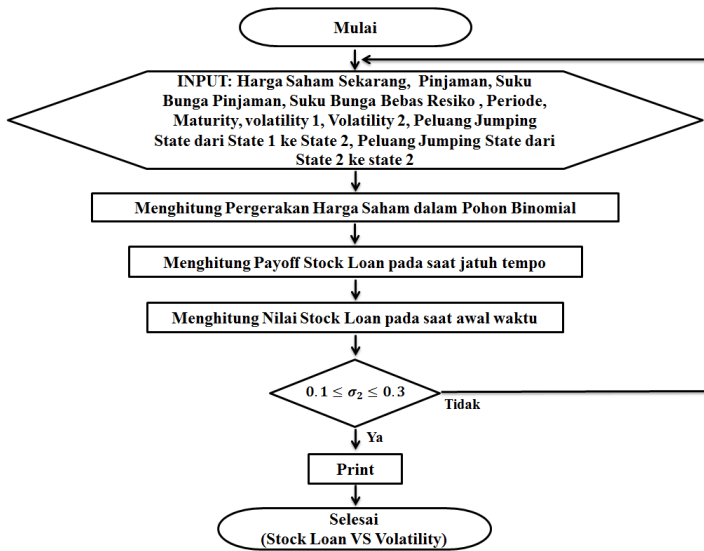 Mulai
INPUT: Harga Saham Sekarang, Pinjaman, Suku
Bunga Pinjaman, Suku Bunga Bebas Resiko , Periode,
Maturity, volatility 1, Volatility 2, Peluang Jumping
State dari State 1 ke State 2, Peluang Jumping State dari
State 2 ke state 2
Menghitung Pergerakan Harga Saham dalam Pohon Binomial
Menghitung Payoff Stock Loan pada saat jatuh tempo
Menghitung Nilai Stock Loan pada saat awal waktu
0.1 ≤ σ₂ ≤ 0.3
Tidak
Ya
Print
Selesai
(Stock Loan VS Volatility)